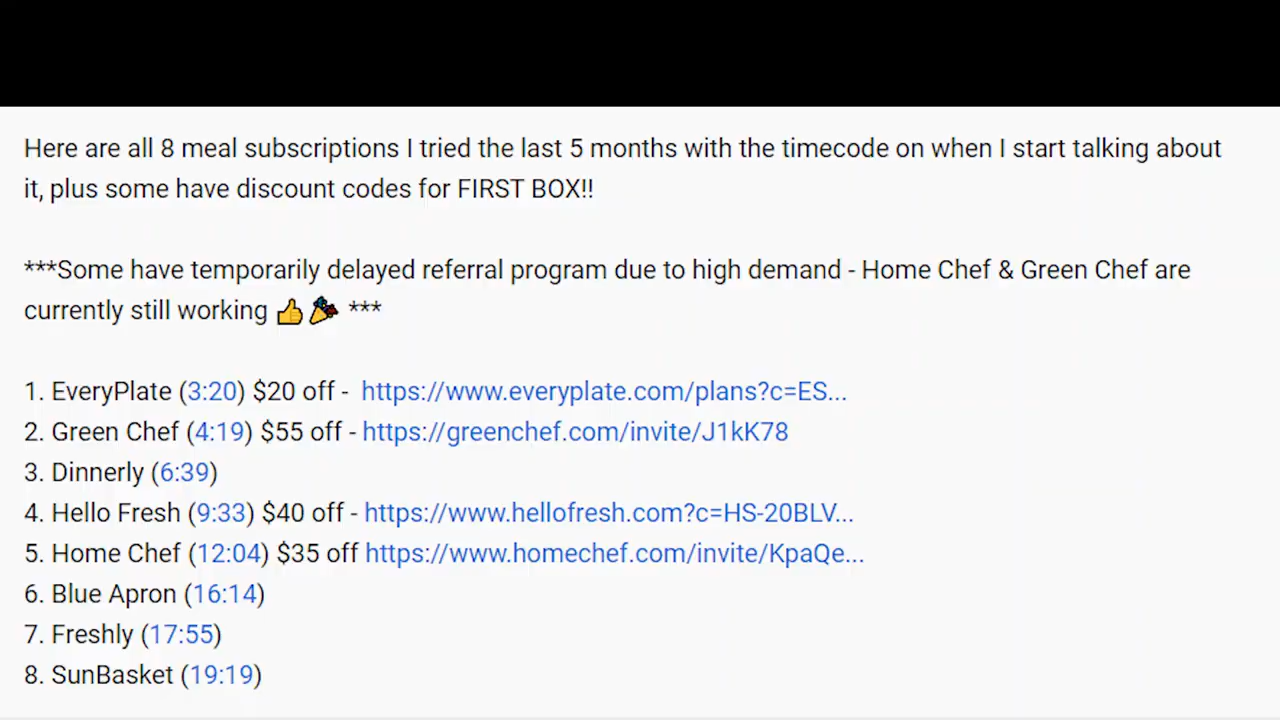 Here are all 8 meal subscriptions I tried the last 5 months with the timecode on when I start talking about
it, plus some have discount codes for FIRST BOX!!
***Some have temporarily delayed referral program due to high demand - Home Chef & Green Chef are
currently still working 👍🎉 ***
1. EveryPlate (3:20) $20 off - https://www.everyplate.com/plans?c=ES...
2. Green Chef (4:19) $55 off - https://greenchef.com/invite/J1kK78
3. Dinnerly (6:39)
4. Hello Fresh (9:33) $40 off - https://www.hellofresh.com?c=HS-20BLV...
5. Home Chef (12:04) $35 off https://www.homechef.com/invite/KpaQe...
6. Blue Apron (16:14)
7. Freshly (17:55)
8. SunBasket (19:19)